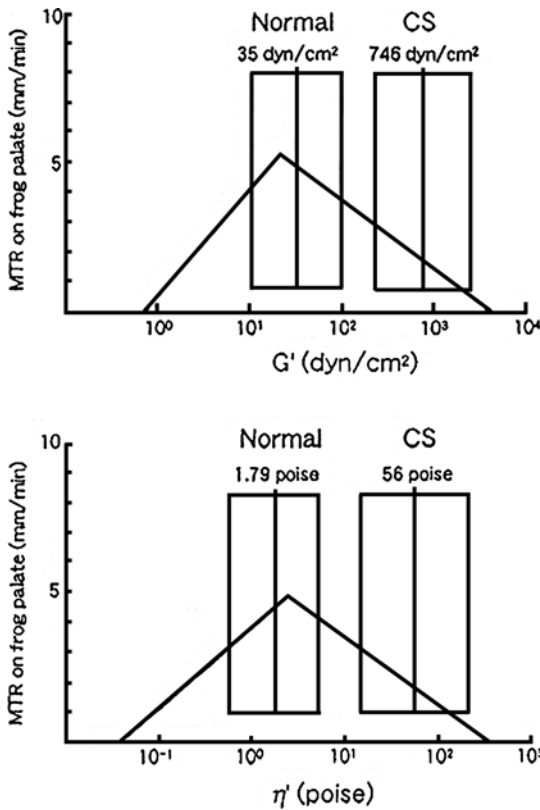 Normal CS
35 dyn/cm² 746 dyn/cm²
MTR on frog palate (mm/min)
10
5
10⁰ 10¹ 10² 10³ 10⁴
G' (dyn/cm²)
Normal CS
1.79 poise 56 poise
MTR on frog palate (mm/min)
10
5
10⁻¹ 10⁰ 10¹ 10² 10³
η' (poise)